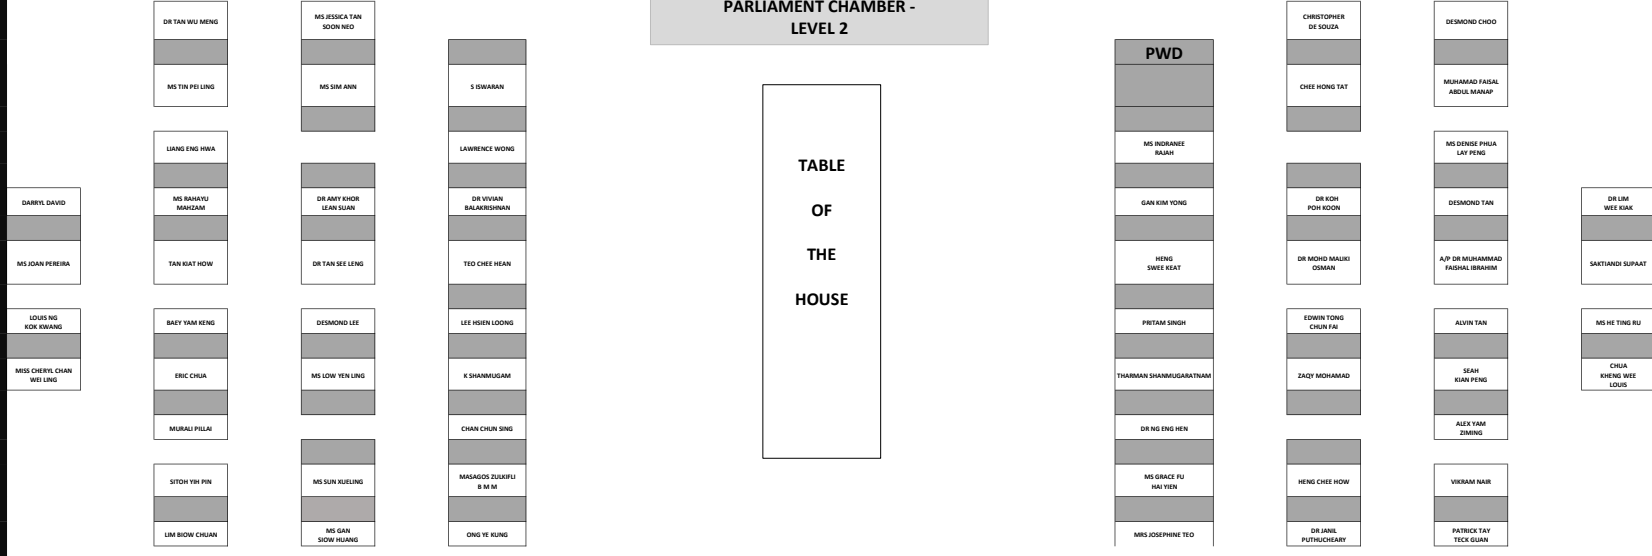 PARLIAMENT CHAMBER -
LEVEL 2
DR TAN WU MENG
MS JESSICA TAN
SOON NEO
CHRISTOPHER
DE SOUZA
DESMOND CHOO
PWD
MS TIN PEI LING
MS SIM ANN
S ISWARAN
CHEE HONG TAT
MUHAMAD FAISAL
ABDUL MANAP
LIANG ENG HWA
LAWRENCE WONG
MS INDRANEE
RAJAH
MS DENISE PHUA
LAY PENG
DARRYL DAVID
MS RAHAYU
MAHZAM
DR AMY KHOR
LEAN SUAN
DR VIVIAN
BALAKRISHNAN
GAN KIM YONG
DR KOH
POH KOON
DESMOND TAN
DR LIM
WEE KIAK
MS JOAN PEREIRA
TAN KIAT HOW
DR TAN SEE LENG
TEO CHEE HEAN
HENG
SWEE KEAT
DR MOHD MALIKI
OSMAN
A/P DR MUHAMMAD
FAISHAL IBRAHIM
SAKTIANDI SUPAAT
TABLE
OF
THE
HOUSE
LOUIS NG
KOK KWANG
BAEY YAM KENG
DESMOND LEE
LEE HSIEN LOONG
PRITAM SINGH
EDWIN TONG
CHUN FAI
ALVIN TAN
MS HE TING RU
MISS CHERYL CHAN
WEI LING
ERIC CHUA
MS LOW YEN LING
K SHANMUGAM
THARMAN SHANMUGARATNAM
ZAQY MOHAMAD
SEAH
KIAN PENG
CHUA
KHENG WEE
LOUIS
MURALI PILLAI
CHAN CHUN SING
DR NG ENG HEN
ALEX YAM
ZIMING
SITOH YIH PIN
MS SUN XUELING
MASAGOS ZULKIFLI
B M M
MS GRACE FU
HAI YIEN
HENG CHEE HOW
VIKRAM NAIR
LIM BIOW CHUAN
MS GAN
SIOW HUANG
ONG YE KUNG
MRS JOSEPHINE TEO
DR JANIL
PUTHUCHEARY
PATRICK TAY
TECK GUAN